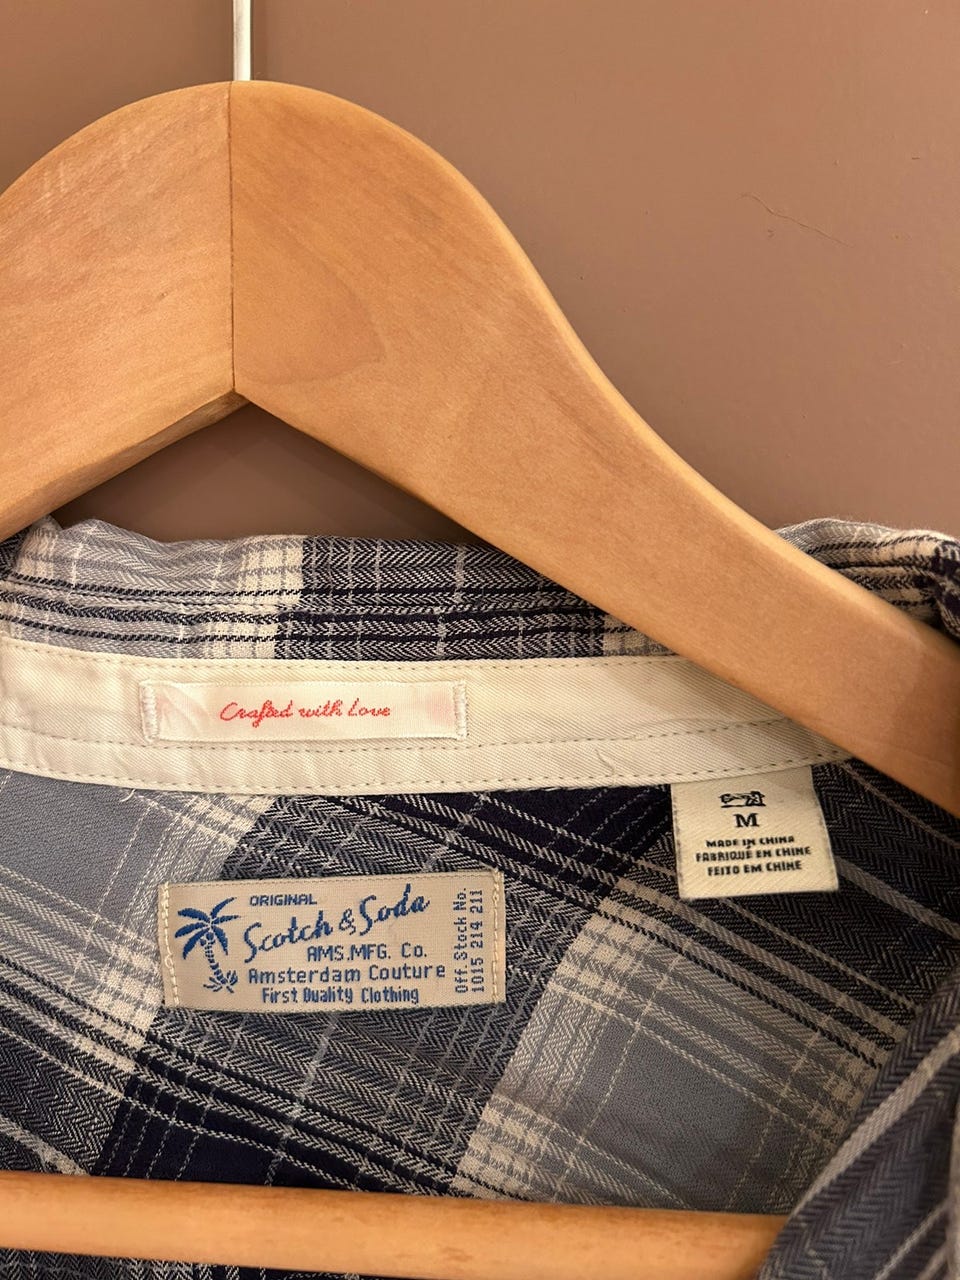 Crafted with Love
M
MADE IN CHINA
FABRIQUÉ EN CHINE
FEITO EM CHINE
ORIGINAL
Scotch & Soda
AMS.MFG. Co.
Amsterdam Couture
First Quality Clothing
Off. Stock No.
1015 214 211